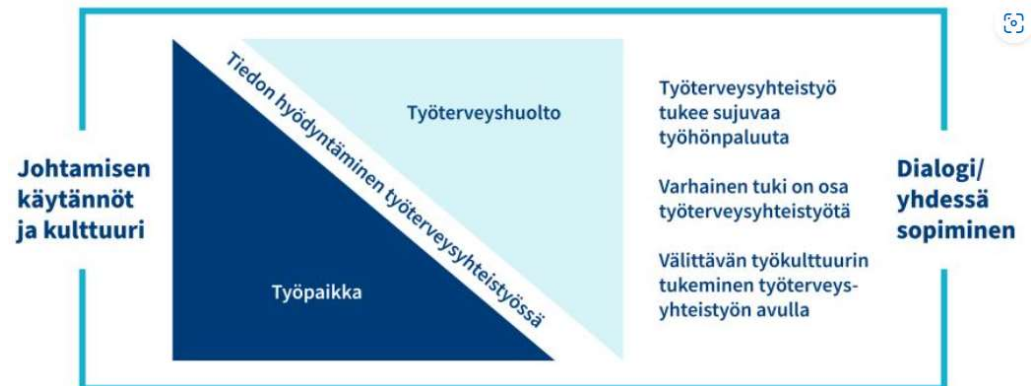 Johtamisen
käytännöt
ja kulttuuri
Tiedon hyödyntäminen työterveysyhteistyössä
Työterveyshuolto
Työpaikka
Työterveysyhteistyö
tukee sujuvaa
työhönpaluuta
Varhainen tuki on osa
työterveysyhteistyötä
Välittävän työkulttuurin
tukeminen työterveys-
yhteistyön avulla
Dialogi/
yhdessä
sopiminen